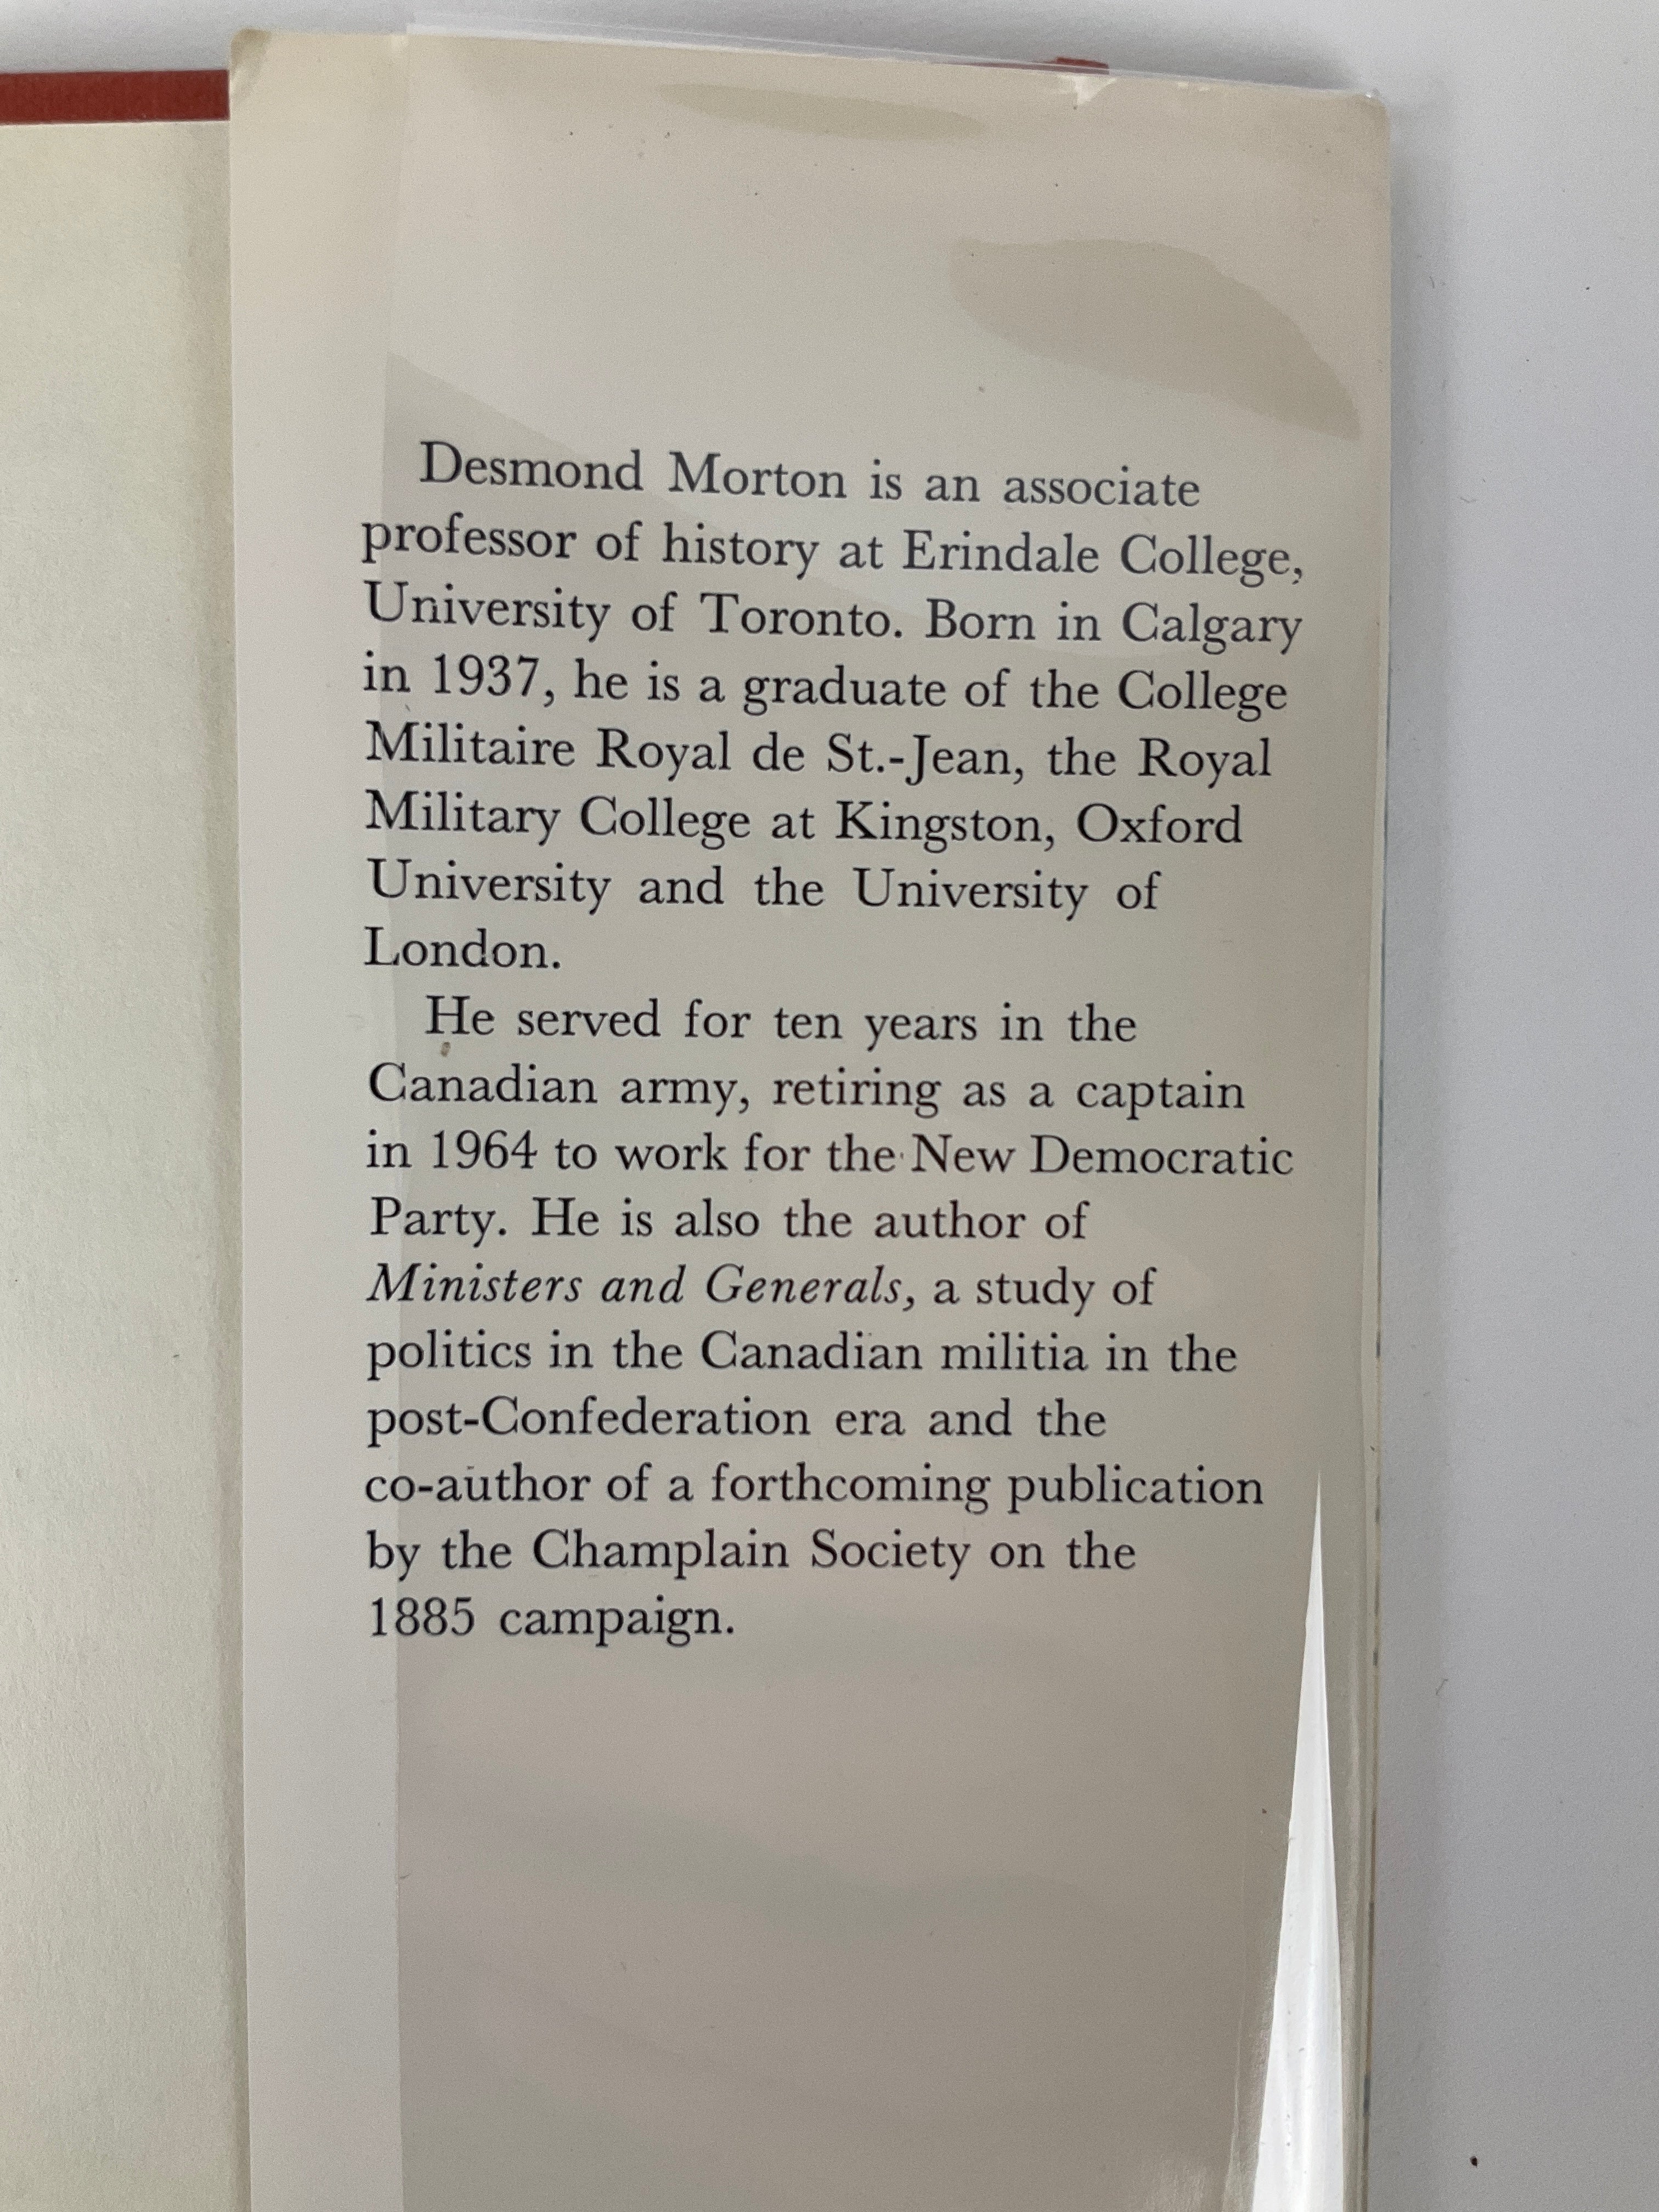 Desmond Morton is an associate
professor of history at Erindale College,
University of Toronto. Born in Calgary
in 1937, he is a graduate of the College
Militaire Royal de St.-Jean, the Royal
Military College at Kingston, Oxford
University and the University of
London.
He served for ten years in the
Canadian army, retiring as a captain
in 1964 to work for the New Democratic
Party. He is also the author of
Ministers and Generals, a study of
politics in the Canadian militia in the
post-Confederation era and the
co-author of a forthcoming publication
by the Champlain Society on the
1885 campaign.